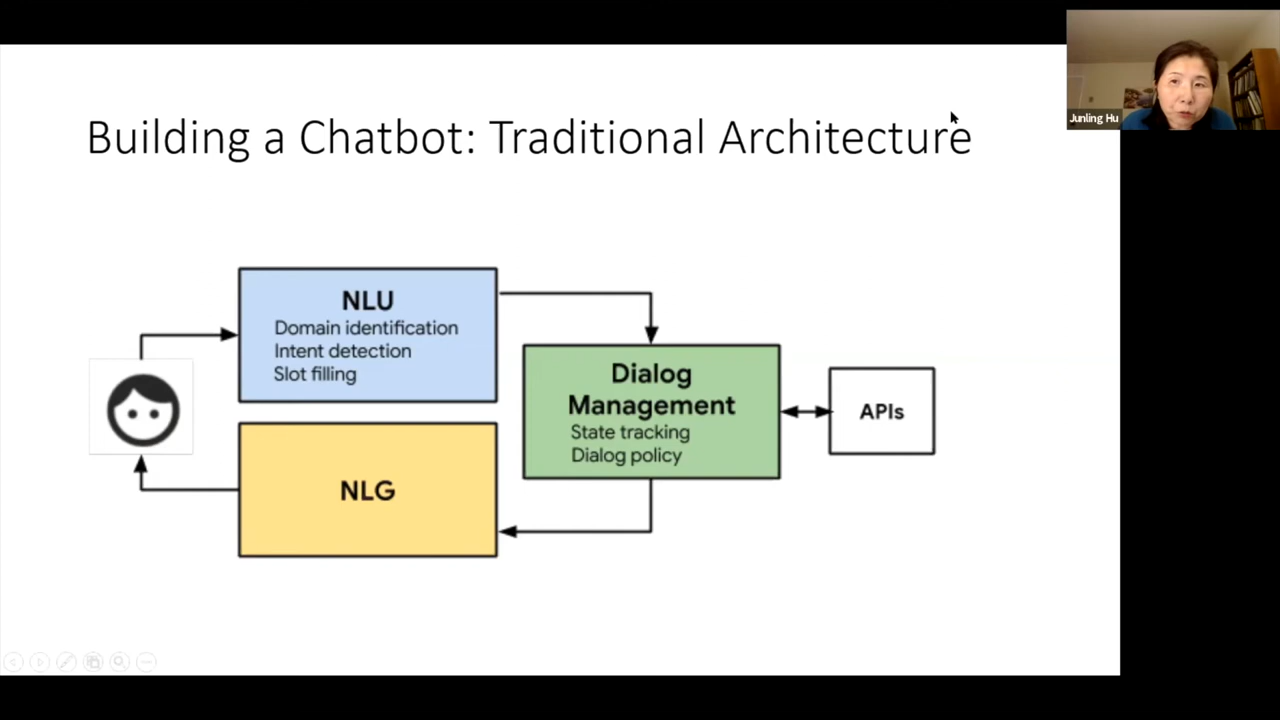 Junling Hu
Building a Chatbot: Traditional Architecture
NLU
Domain identification
Intent detection
Slot filling
Dialog
Management
State tracking
Dialog policy
APIs
NLG